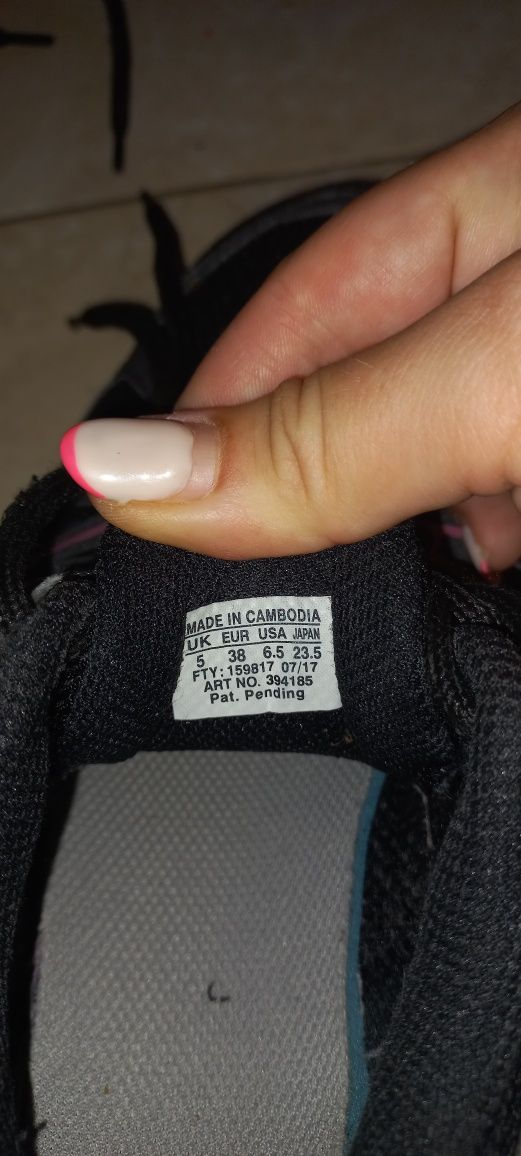 MADE IN CAMBODIA
UK EUR USA JAPAN
5 38 6.5 23.5
FTY: 159817 07/17
ART NO. 394185
Pat. Pending